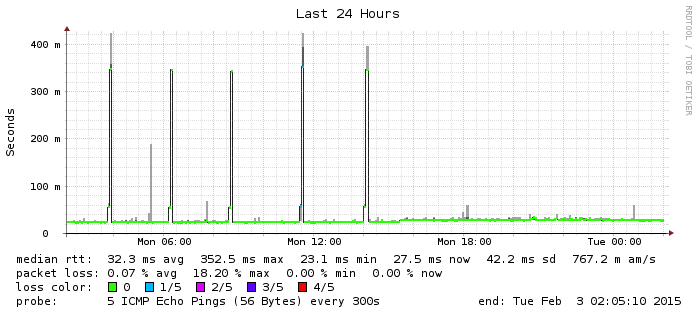 Last 24 Hours
RRDTOOL / TOBI OETIKER
Seconds
400 m
300 m
200 m
100 m
0
Mon 06:00 Mon 12:00 Mon 18:00 Tue 00:00
median rtt: 32.3 ms avg 352.5 ms max 23.1 ms min 27.5 ms now 42.2 ms sd 767.2 m am/s
packet loss: 0.07 % avg 18.20 % max 0.00 % min 0.00 % now
loss color: 0 1/5 2/5 3/5 4/5
probe: 5 ICMP Echo Pings (56 Bytes) every 300s end: Tue Feb 3 02:05:10 2015